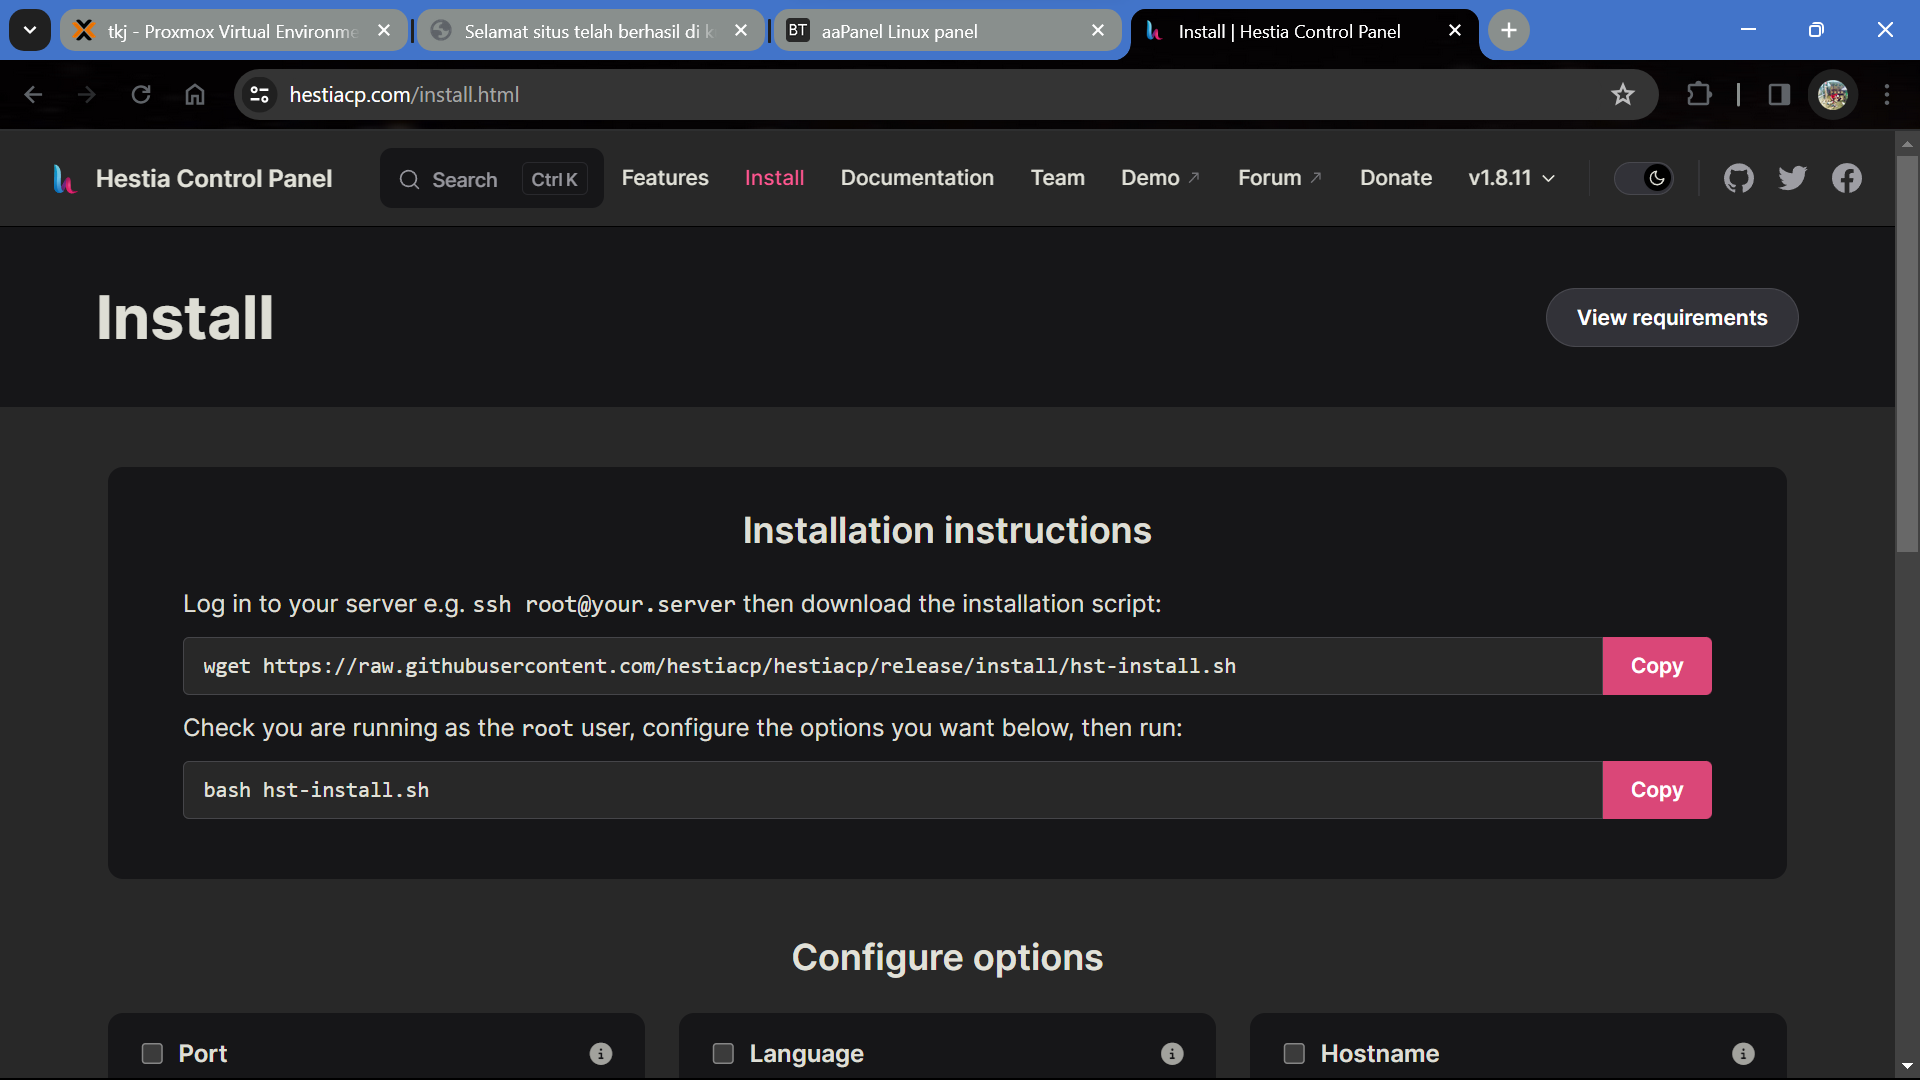 tkj - Proxmox Virtual Environme
Selamat situs telah berhasil di k
BT aaPanel Linux panel
Install | Hestia Control Panel
hestiacp.com/install.html
Hestia Control Panel
Search Ctrl K
Features
Install
Documentation
Team
Demo
Forum
Donate
v1.8.11
Install
View requirements
Installation instructions
Log in to your server e.g. ssh root@your.server then download the installation script:
wget https://raw.githubusercontent.com/hestiacp/hestiacp/release/install/hst-install.sh
Copy
Check you are running as the root user, configure the options you want below, then run:
bash hst-install.sh
Copy
Configure options
Port
Language
Hostname